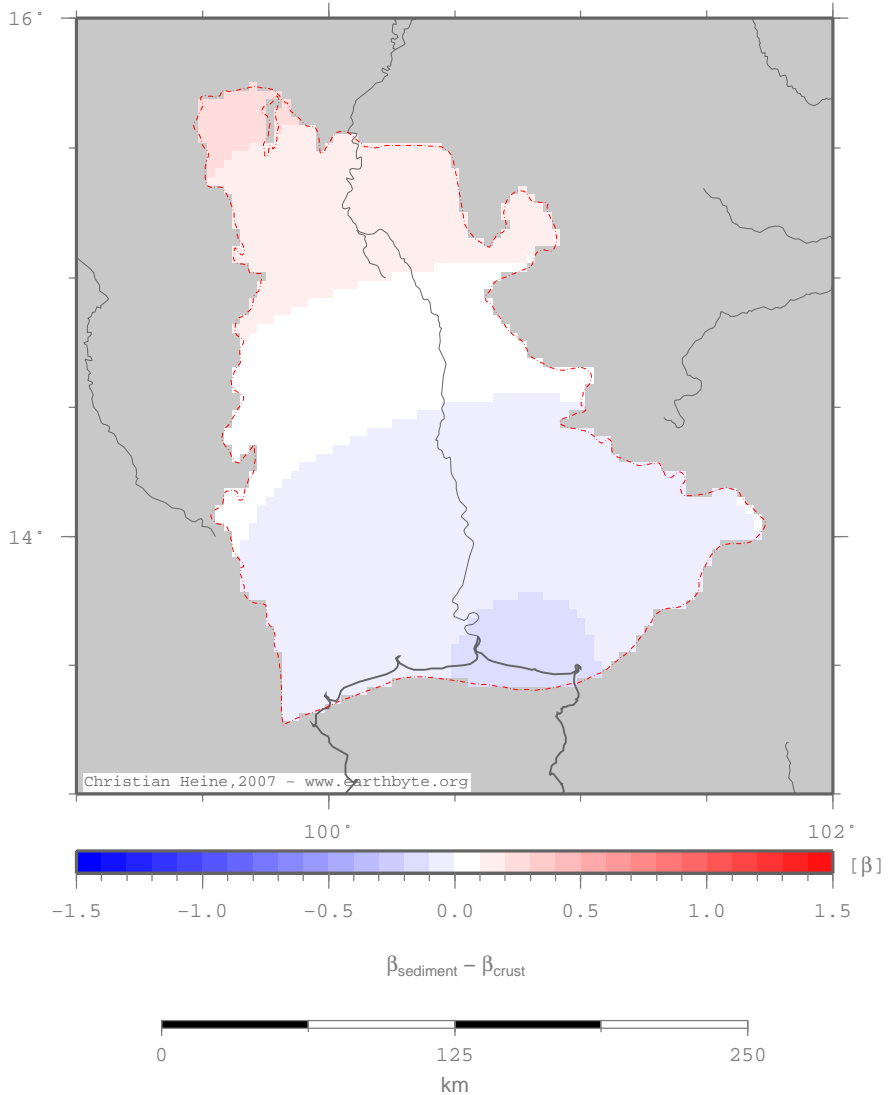 16°
14°
Christian Heine,2007 - www.earthbyte.org
100° 102°
[β]
-1.5 -1.0 -0.5 0.0 0.5 1.0 1.5
βsediment − βcrust
0 125 250
km